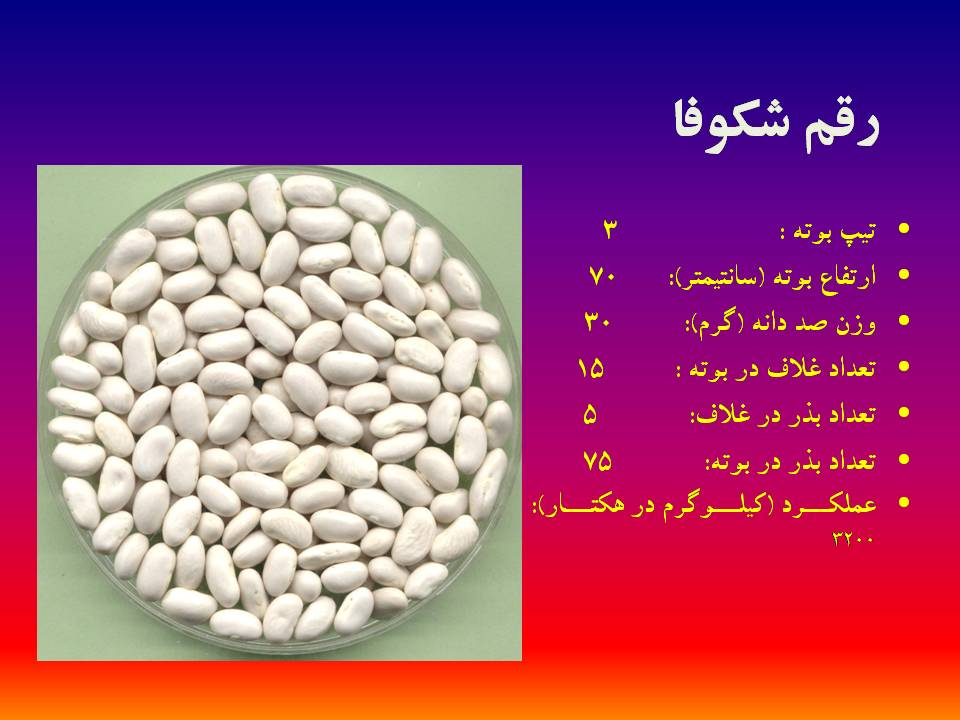 رقم شکوفا
• تیپ بوته : ۳
• ارتفاع بوته (سانتیمتر): ۷۰
• وزن صد دانه (گرم): ۳۰
• تعداد غلاف در بوته : ۱۵
• تعداد بذر در غلاف: ۵
• تعداد بذر در بوته: ۷۵
• عملکـــرد (کیلـــوگرم در هکتـــار):
۳۲۰۰